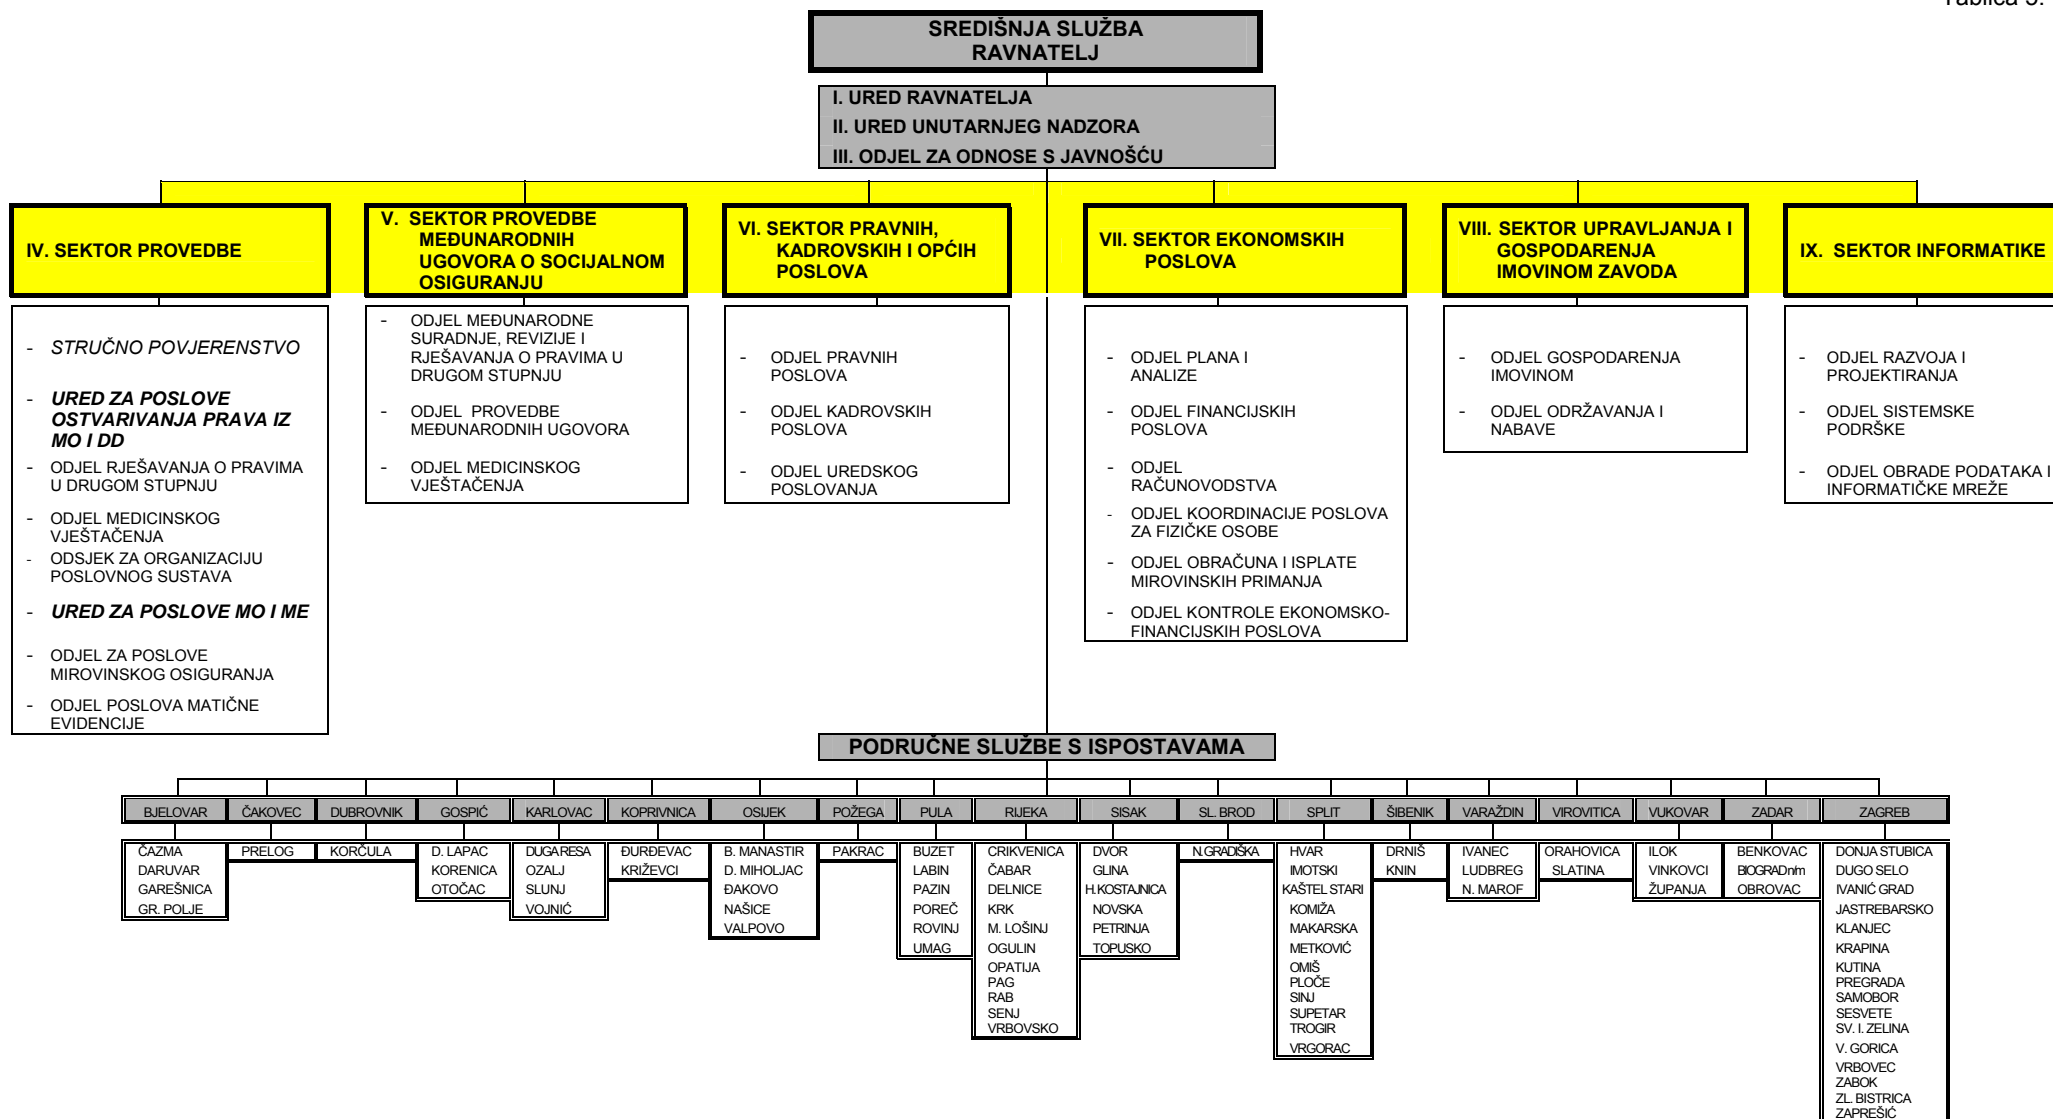 Tablica 3.
SREDIŠNJA SLUŽBA
RAVNATELJ
I. URED RAVNATELJA
II. URED UNUTARNJEG NADZORA
III. ODJEL ZA ODNOSE S JAVNOŠĆU
IV. SEKTOR PROVEDBE
- STRUČNO POVJERENSTVO
- URED ZA POSLOVE
OSTVARIVANJA PRAVA IZ
MO I DD
- ODJEL RJEŠAVANJA O PRAVIMA
U DRUGOM STUPNJU
- ODJEL MEDICINSKOG
VJEŠTAČENJA
- ODSJEK ZA ORGANIZACIJU
POSLOVNOG SUSTAVA
- URED ZA POSLOVE MO I ME
- ODJEL ZA POSLOVE
MIROVINSKOG OSIGURANJA
- ODJEL POSLOVA MATIČNE
EVIDENCIJE
V. SEKTOR PROVEDBE
MEĐUNARODNIH
UGOVORA O SOCIJALNOM
OSIGURANJU
- ODJEL MEĐUNARODNE
SURADNJE, REVIZIJE I
RJEŠAVANJA O PRAVIMA U
DRUGOM STUPNJU
- ODJEL PROVEDBE
MEĐUNARODNIH UGOVORA
- ODJEL MEDICINSKOG
VJEŠTAČENJA
VI. SEKTOR PRAVNIH,
KADROVSKIH I OPĆIH
POSLOVA
- ODJEL PRAVNIH
POSLOVA
- ODJEL KADROVSKIH
POSLOVA
- ODJEL UREDSKOG
POSLOVANJA
VII. SEKTOR EKONOMSKIH
POSLOVA
- ODJEL PLANA I
ANALIZE
- ODJEL FINANCIJSKIH
POSLOVA
- ODJEL
RAČUNOVODSTVA
- ODJEL KOORDINACIJE POSLOVA
ZA FIZIČKE OSOBE
- ODJEL OBRAČUNA I ISPLATE
MIROVINSKIH PRIMANJA
- ODJEL KONTROLE EKONOMSKO-
FINANCIJSKIH POSLOVA
VIII. SEKTOR UPRAVLJANJA I
GOSPODARENJA
IMOVINOM ZAVODA
- ODJEL GOSPODARENJA
IMOVINOM
- ODJEL ODRŽAVANJA I
NABAVE
IX. SEKTOR INFORMATIKE
- ODJEL RAZVOJA I
PROJEKTIRANJA
- ODJEL SISTEMSKE
PODRŠKE
- ODJEL OBRADE PODATAKA I
INFORMATIČKE MREŽE
PODRUČNE SLUŽBE S ISPOSTAVAMA
BJELOVAR
ČAZMA
DARUVAR
GAREŠNICA
GR. POLJE
ČAKOVEC
PRELOG
DUBROVNIK
KORČULA
GOSPIĆ
D. LAPAC
KORENICA
OTOČAC
KARLOVAC
DUGA RESA
OZALJ
SLUNJ
VOJNIĆ
KOPRIVNICA
ĐURĐEVAC
KRIŽEVCI
OSIJEK
B. MANASTIR
D. MIHOLJAC
ĐAKOVO
NAŠICE
VALPOVO
POŽEGA
PAKRAC
PULA
BUZET
LABIN
PAZIN
POREČ
ROVINJ
UMAG
RIJEKA
CRIKVENICA
ČABAR
DELNICE
KRK
M. LOŠINJ
OGULIN
OPATIJA
PAG
RAB
SENJ
VRBOVSKO
SISAK
DVOR
GLINA
H.KOSTAJNICA
NOVSKA
PETRINJA
TOPUSKO
SL. BROD
N.GRADIŠKA
SPLIT
HVAR
IMOTSKI
KAŠTEL STARI
KOMIŽA
MAKARSKA
METKOVIĆ
OMIŠ
PLOČE
SINJ
SUPETAR
TROGIR
VRGORAC
ŠIBENIK
DRNIŠ
KNIN
VARAŽDIN
IVANEC
LUDBREG
N. MAROF
VIROVITICA
ORAHOVICA
SLATINA
VUKOVAR
ILOK
VINKOVCI
ŽUPANJA
ZADAR
BENKOVAC
BIOGRAD n/m
OBROVAC
ZAGREB
DONJA STUBICA
DUGO SELO
IVANIĆ GRAD
JASTREBARSKO
KLANJEC
KRAPINA
KUTINA
PREGRADA
SAMOBOR
SESVETE
SV. I. ZELINA
V. GORICA
VRBOVEC
ZABOK
ZL. BISTRICA
ZAPREŠIĆ